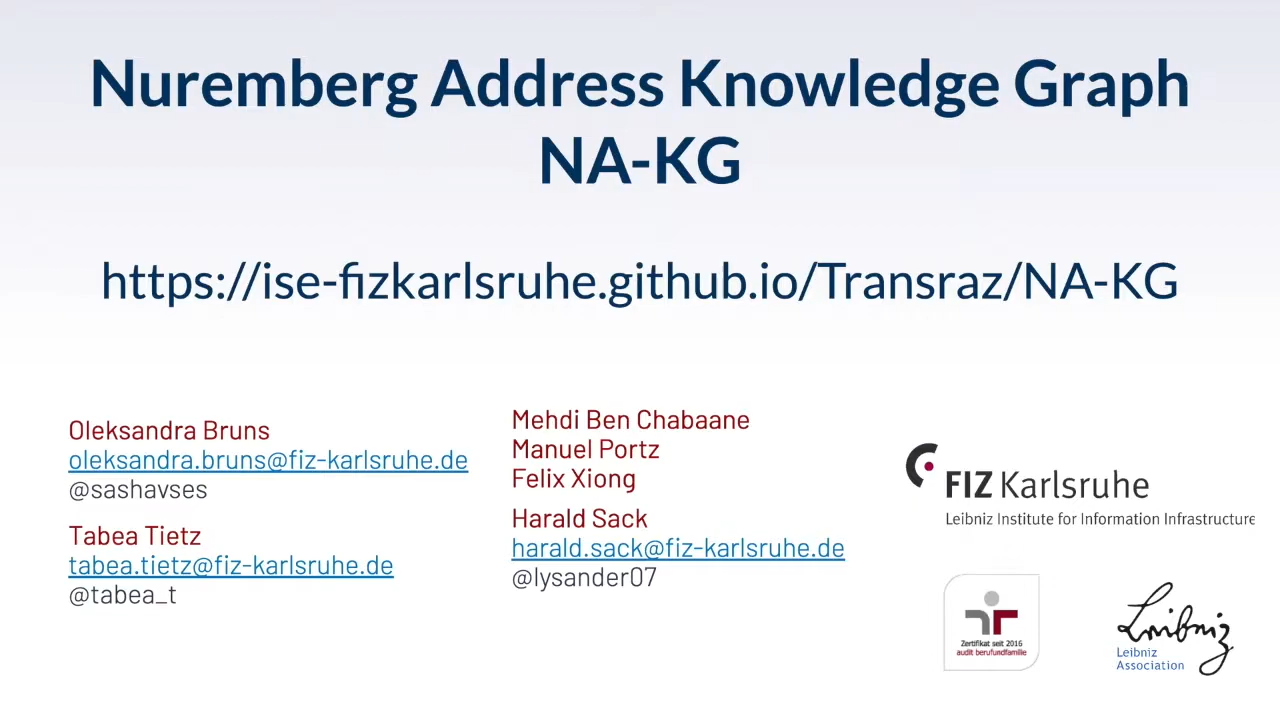 Nuremberg Address Knowledge Graph
NA-KG
https://ise-fizkarlsruhe.github.io/Transraz/NA-KG
Oleksandra Bruns
oleksandra.bruns@fiz-karlsruhe.de
@sashavses
Tabea Tietz
tabea.tietz@fiz-karlsruhe.de
@tabea_t
Mehdi Ben Chabaane
Manuel Portz
Felix Xiong
Harald Sack
harald.sack@fiz-karlsruhe.de
@lysander07
FIZ Karlsruhe
Leibniz Institute for Information Infrastructure
Zertifikat seit 2016
audit berufundfamilie
Leibniz
Leibniz
Association